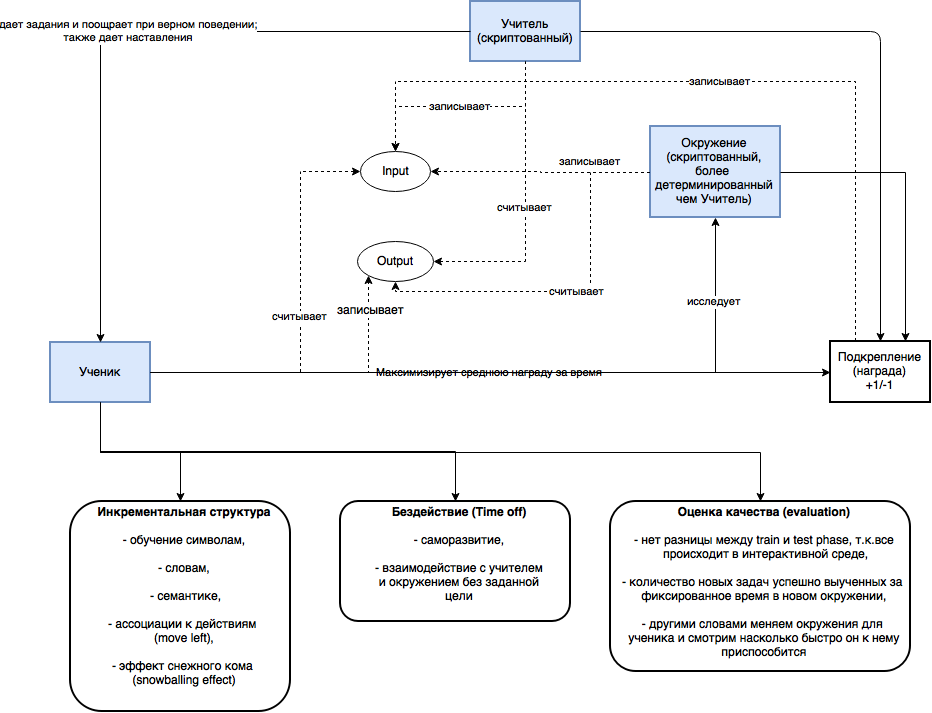 Учитель
(скриптованный)
дает задания и поощрает при верном поведении;
также дает наставления
записывает
записывает
Окружение
(скриптованный,
более
детерминированный
чем Учитель)
записывает
Input
считывает
Output
считывает
записывает
считывает
исследует
Ученик
Максимизирует среднюю награду за время
Подкрепление
(награда)
+1/-1
Инкрементальная структура
- обучение символам,
- словам,
- семантике,
- ассоциации к действиям
(move left),
- эффект снежного кома
(snowballing effect)
Бездействие (Time off)
- саморазвитие,
- взаимодействие с учителем
и окружением без заданной
цели
Оценка качества (evaluation)
- нет разницы между train и test phase, т.к.все
происходит в интерактивной среде,
- количество новых задач успешно выученных за
фиксированное время в новом окружении,
- другими словами меняем окружения для
ученика и смотрим насколько быстро он к нему
приспособится